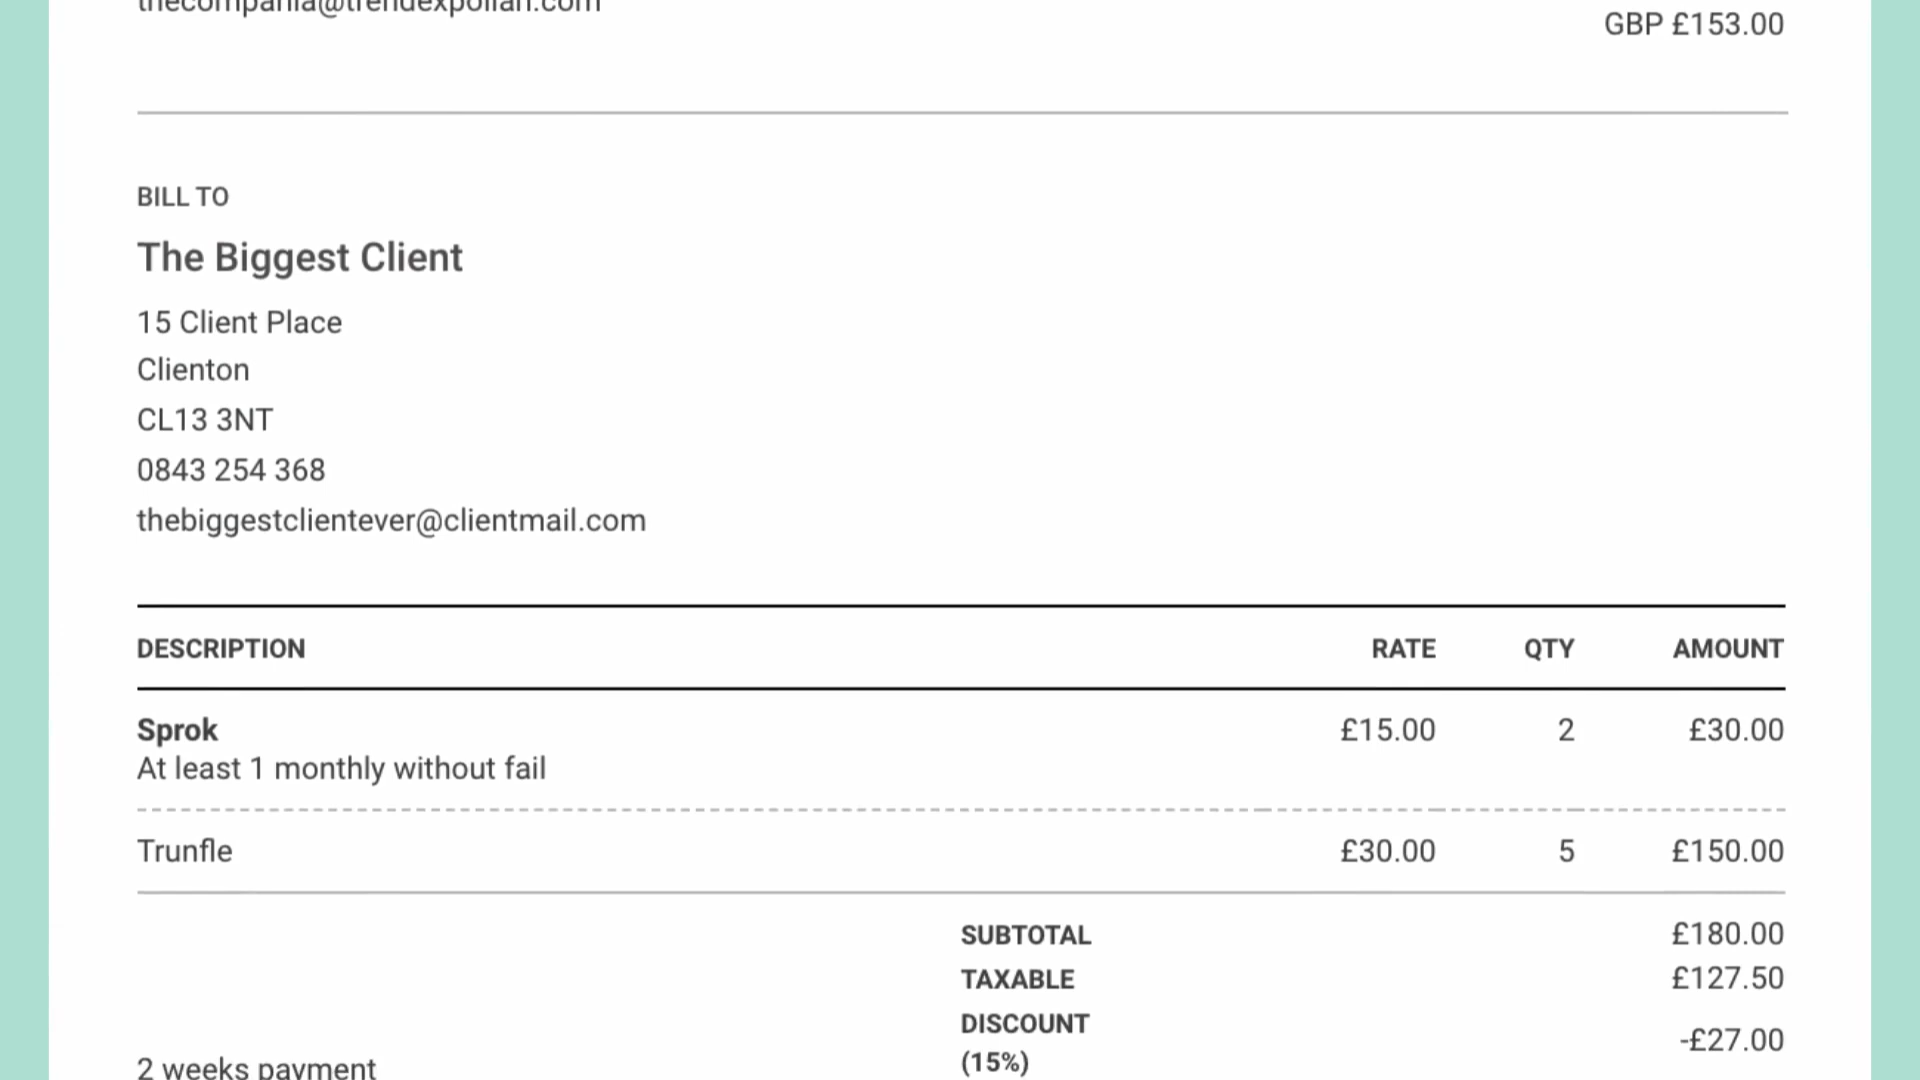 GBP £153.00
BILL TO
The Biggest Client
15 Client Place
Clienton
CL13 3NT
0843 254 368
thebiggestclientever@clientmail.com
DESCRIPTION RATE QTY AMOUNT
Sprok £15.00 2 £30.00
At least 1 monthly without fail
Trunfle £30.00 5 £150.00
SUBTOTAL £180.00
TAXABLE £127.50
DISCOUNT
(15%) -£27.00
2 weeks payment